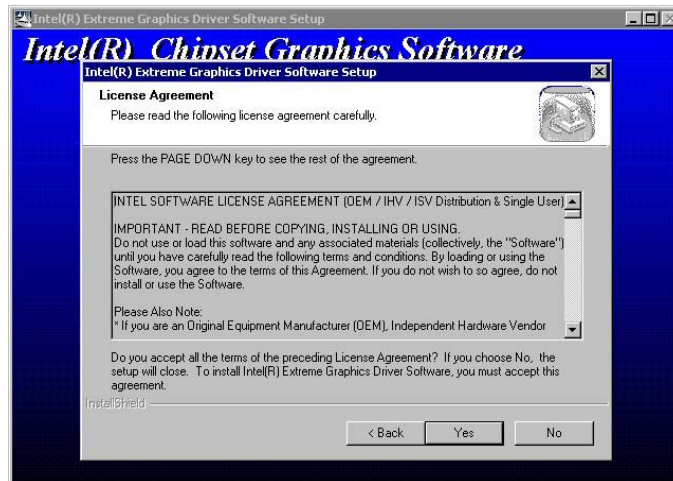 Intel(R) Extreme Graphics Driver Software Setup
Intel(R) Chipset Graphics Software
Intel(R) Extreme Graphics Driver Software Setup
License Agreement
Please read the following license agreement carefully.
Press the PAGE DOWN key to see the rest of the agreement.
INTEL SOFTWARE LICENSE AGREEMENT (OEM / IHV / ISV Distribution & Single User)
IMPORTANT - READ BEFORE COPYING, INSTALLING OR USING.
Do not use or load this software and any associated materials (collectively, the "Software")
until you have carefully read the following terms and conditions. By loading or using the
Software, you agree to the terms of this Agreement. If you do not wish to so agree, do not
install or use the Software.
Please Also Note:
* If you are an Original Equipment Manufacturer (OEM), Independent Hardware Vendor
Do you accept all the terms of the preceding License Agreement? If you choose No, the
setup will close. To install Intel(R) Extreme Graphics Driver Software, you must accept this
agreement.
InstallShield
< Back Yes No